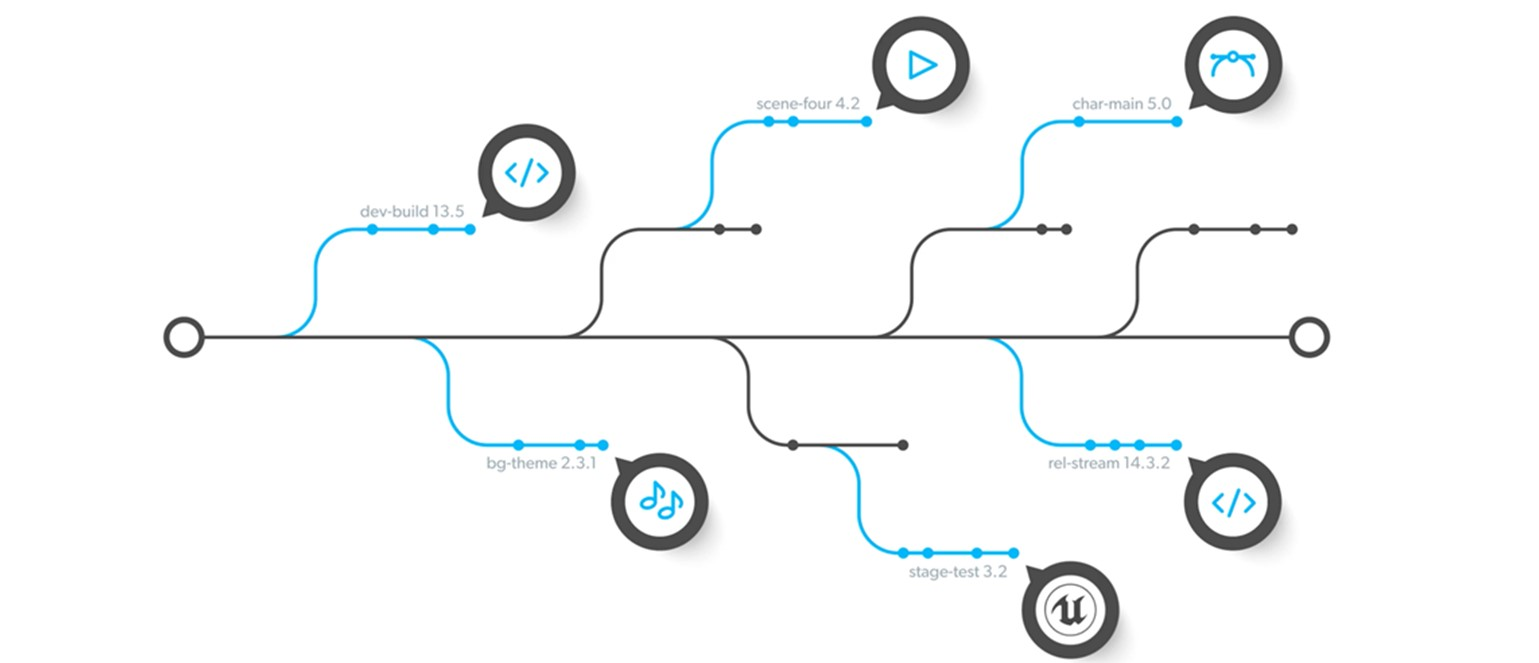 scene-four 4.2
char-main 5.0
</>
dev-build 13.5
bg-theme 2.3.1
rel-stream 14.3.2
</>
stage-test 3.2
u